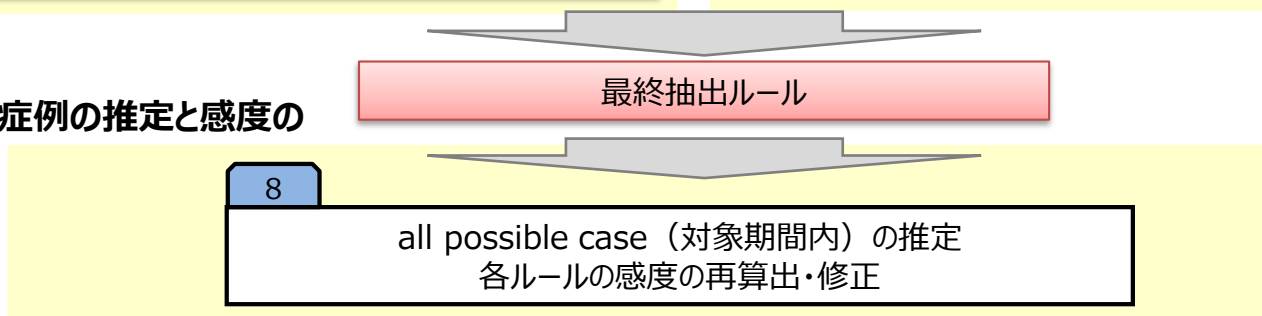 最終抽出ルール
症例の推定と感度の
8
all possible case（対象期間内）の推定
各ルールの感度の再算出・修正